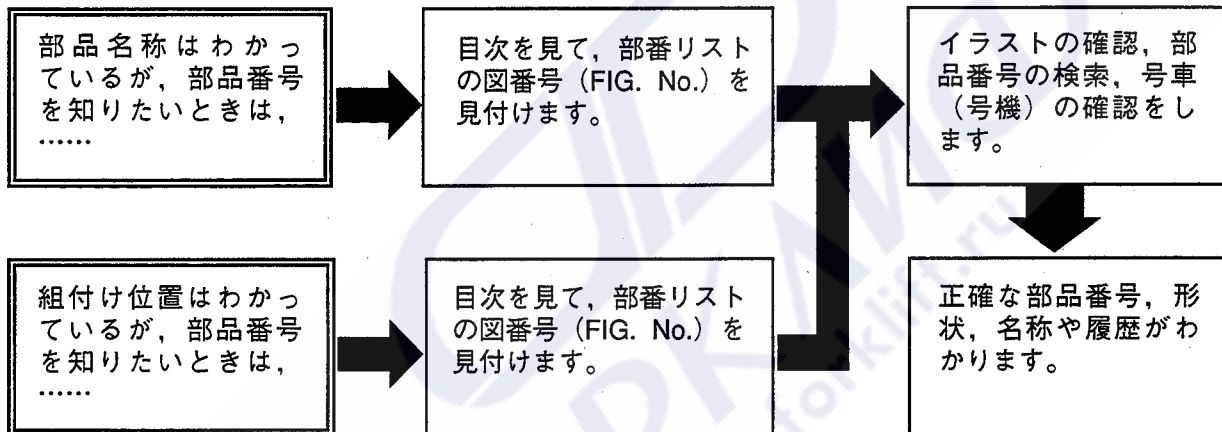 部品名称はわかっ
ているが，部品番号
を知りたいときは，
……
目次を見て，部番リスト
の図番号（FIG. No.）を
見付けます。
イラストの確認，部
品番号の検索，号車
（号機）の確認をし
ます。
組付け位置はわかっ
ているが，部品番号
を知りたいときは，
……
目次を見て，部番リスト
の図番号（FIG. No.）を
見付けます。
正確な部品番号，形
状，名称や履歴がわ
かります。
forklift.ru